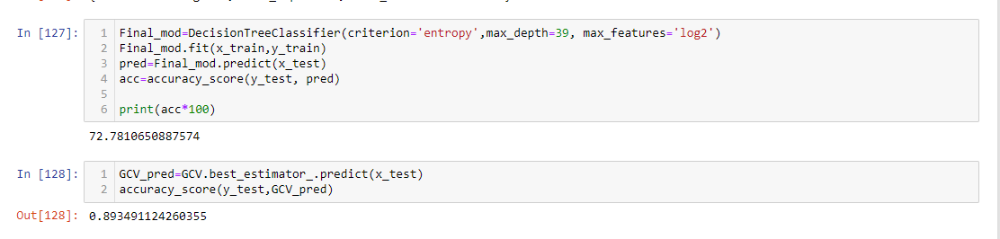 In [127]:
1 Final_mod=DecisionTreeClassifier(criterion='entropy',max_depth=39, max_features='log2')
2 Final_mod.fit(x_train,y_train)
3 pred=Final_mod.predict(x_test)
4 acc=accuracy_score(y_test, pred)
5
6 print(acc*100)
72.7810650887574
In [128]:
1 GCV_pred=GCV.best_estimator_.predict(x_test)
2 accuracy_score(y_test,GCV_pred)
Out[128]: 0.893491124260355